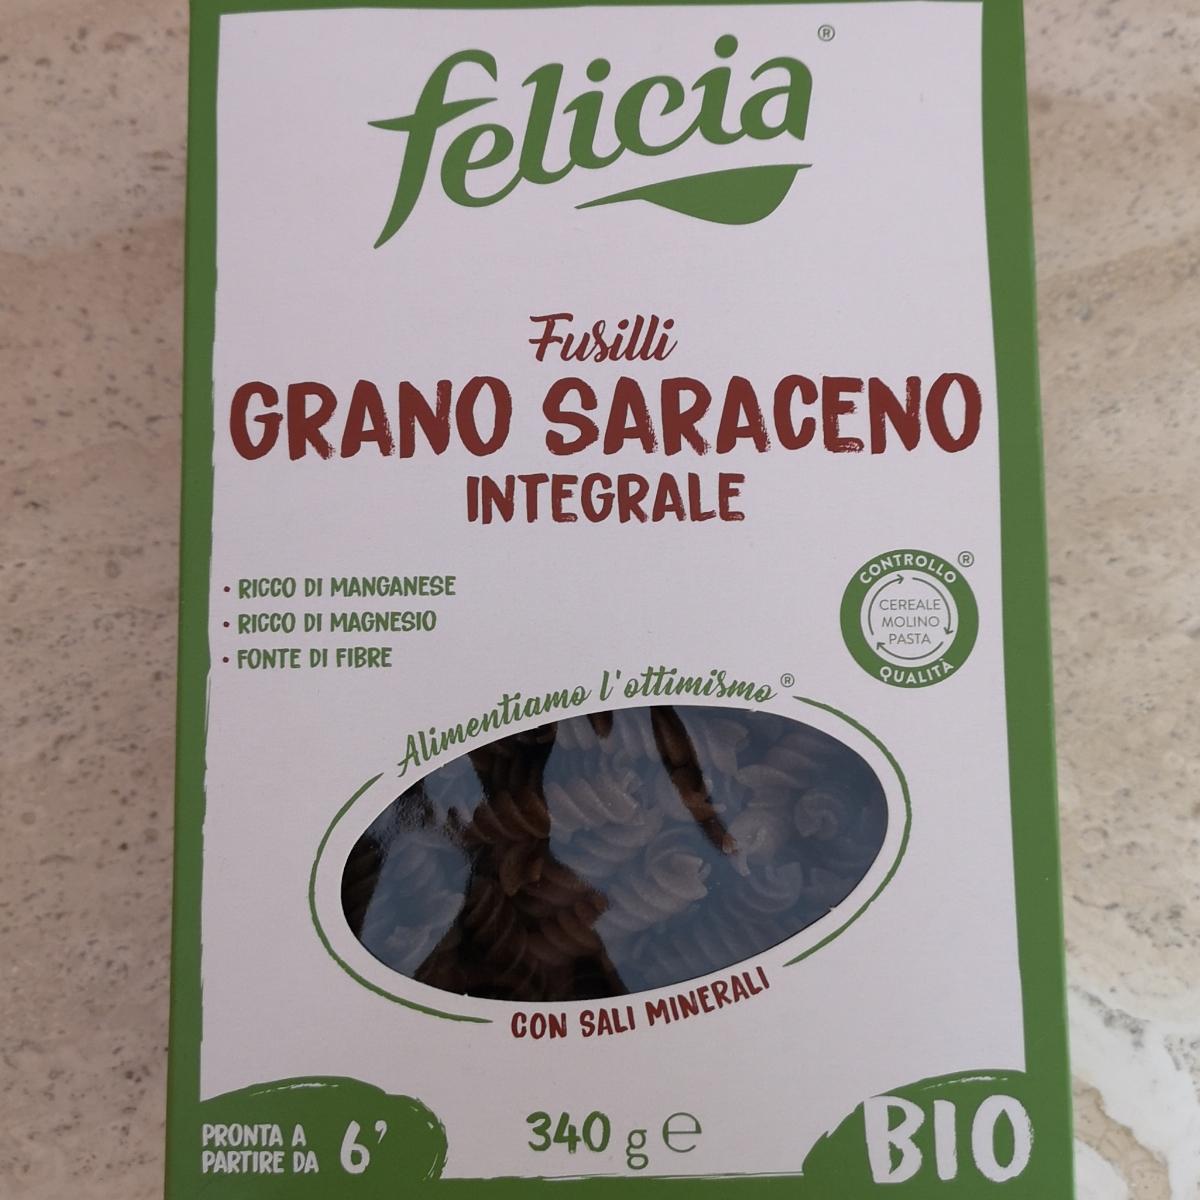 felicia®
Fusilli
GRANO SARACENO
INTEGRALE
• RICCO DI MANGANESE
• RICCO DI MAGNESIO
• FONTE DI FIBRE
CONTROLLO ®
CEREALE
MOLINO
PASTA
QUALITÀ
Alimentiamo l'ottimismo®
CON SALI MINERALI
PRONTA A
PARTIRE DA 6'
340 g ℮
BIO